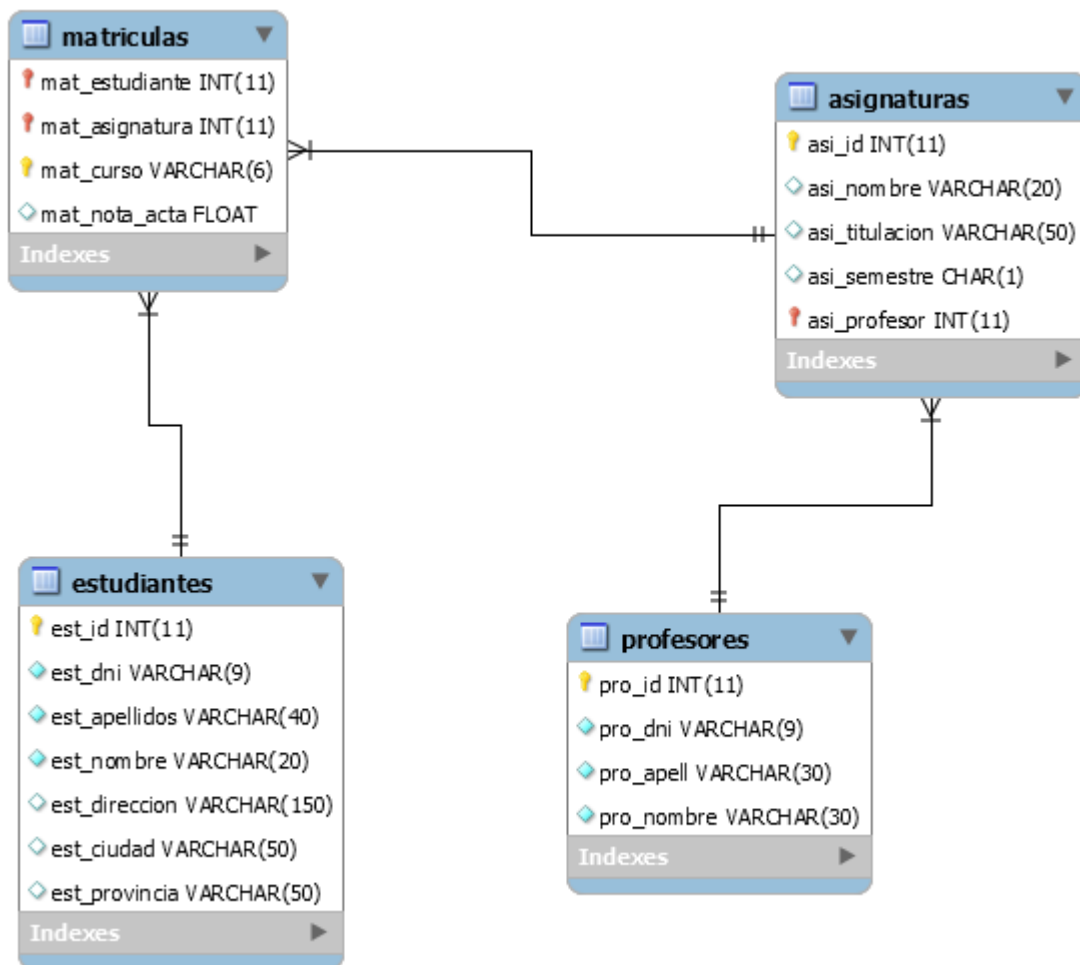 matriculas
mat_estudiante INT(11)
mat_asignatura INT(11)
mat_curso VARCHAR(6)
mat_nota_acta FLOAT
Indexes
asignaturas
asi_id INT(11)
asi_nombre VARCHAR(20)
asi_titulacion VARCHAR(50)
asi_semestre CHAR(1)
asi_profesor INT(11)
Indexes
estudiantes
est_id INT(11)
est_dni VARCHAR(9)
est_apellidos VARCHAR(40)
est_nombre VARCHAR(20)
est_direccion VARCHAR(150)
est_ciudad VARCHAR(50)
est_provincia VARCHAR(50)
Indexes
profesores
pro_id INT(11)
pro_dni VARCHAR(9)
pro_apell VARCHAR(30)
pro_nombre VARCHAR(30)
Indexes